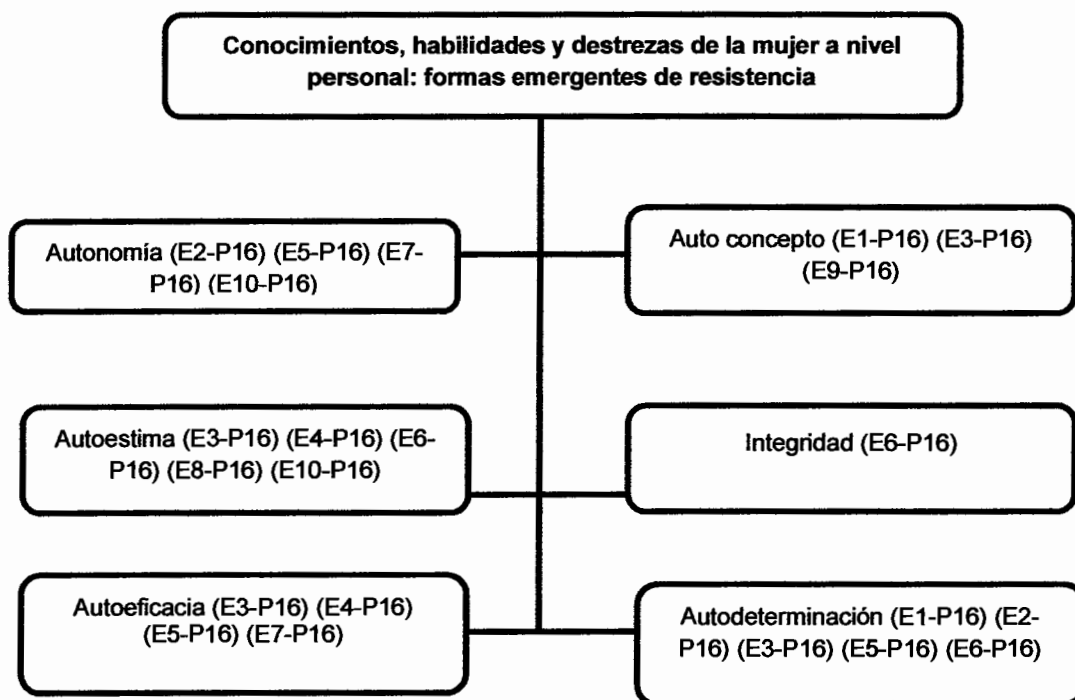 Conocimientos, habilidades y destrezas de la mujer a nivel
personal: formas emergentes de resistencia
Autonomía (E2-P16) (E5-P16) (E7-
P16) (E10-P16)
Auto concepto (E1-P16) (E3-P16)
(E9-P16)
Autoestima (E3-P16) (E4-P16) (E6-
P16) (E8-P16) (E10-P16)
Integridad (E6-P16)
Autoeficacia (E3-P16) (E4-P16)
(E5-P16) (E7-P16)
Autodeterminación (E1-P16) (E2-
P16) (E3-P16) (E5-P16) (E6-P16)